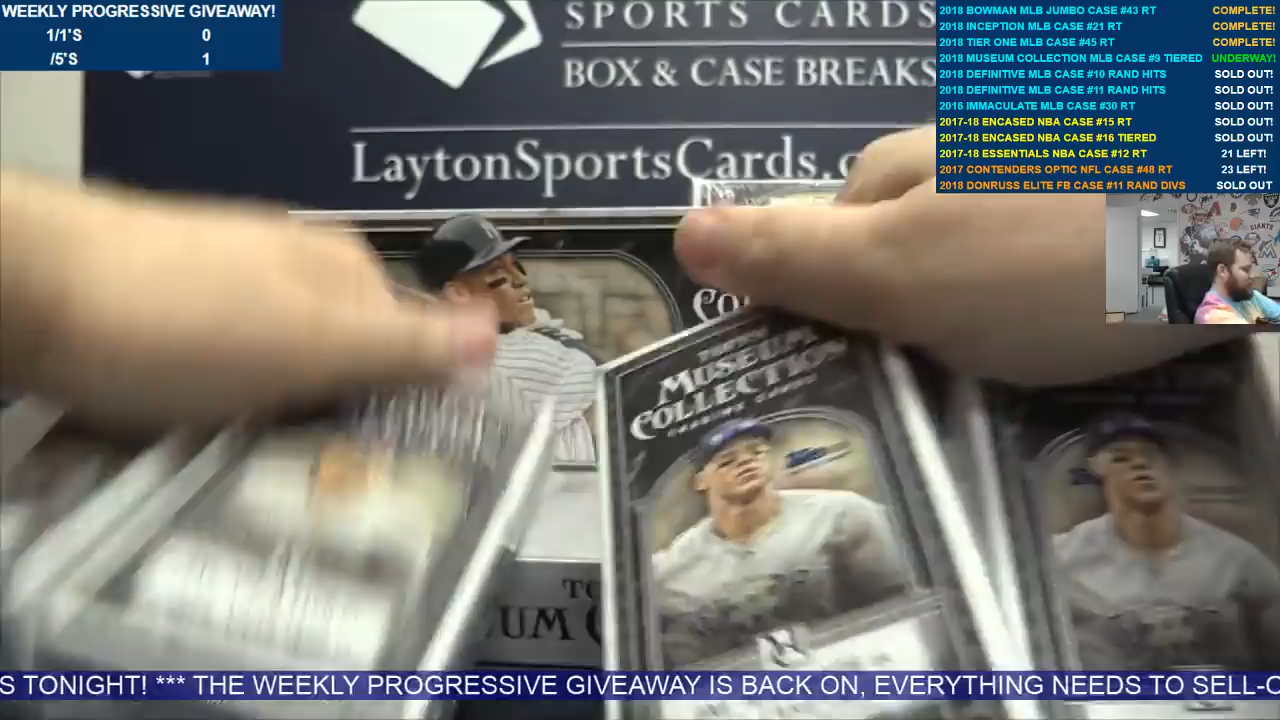 WEEKLY PROGRESSIVE GIVEAWAY!
1/1'S 0
/5'S 1
SPORTS CARDS
BOX & CASE BREAKS
LaytonSportsCards.c
2018 BOWMAN MLB JUMBO CASE #43 RT COMPLETE!
2018 INCEPTION MLB CASE #21 RT COMPLETE!
2018 TIER ONE MLB CASE #45 RT COMPLETE!
2018 MUSEUM COLLECTION MLB CASE #9 TIERED UNDERWAY!
2018 DEFINITIVE MLB CASE #10 RAND HITS SOLD OUT!
2018 DEFINITIVE MLB CASE #11 RAND HITS SOLD OUT!
2016 IMMACULATE MLB CASE #30 RT SOLD OUT!
2017-18 ENCASED NBA CASE #15 RT SOLD OUT!
2017-18 ENCASED NBA CASE #16 TIERED SOLD OUT!
2017-18 ESSENTIALS NBA CASE #12 RT 21 LEFT!
2017 CONTENDERS OPTIC NFL CASE #48 RT 23 LEFT!
2018 DONRUSS ELITE FB CASE #11 RAND DIVS SOLD OUT
TOPPS
MUSEUM
COLLECTION
S TONIGHT! *** THE WEEKLY PROGRESSIVE GIVEAWAY IS BACK ON, EVERYTHING NEEDS TO SELL-O